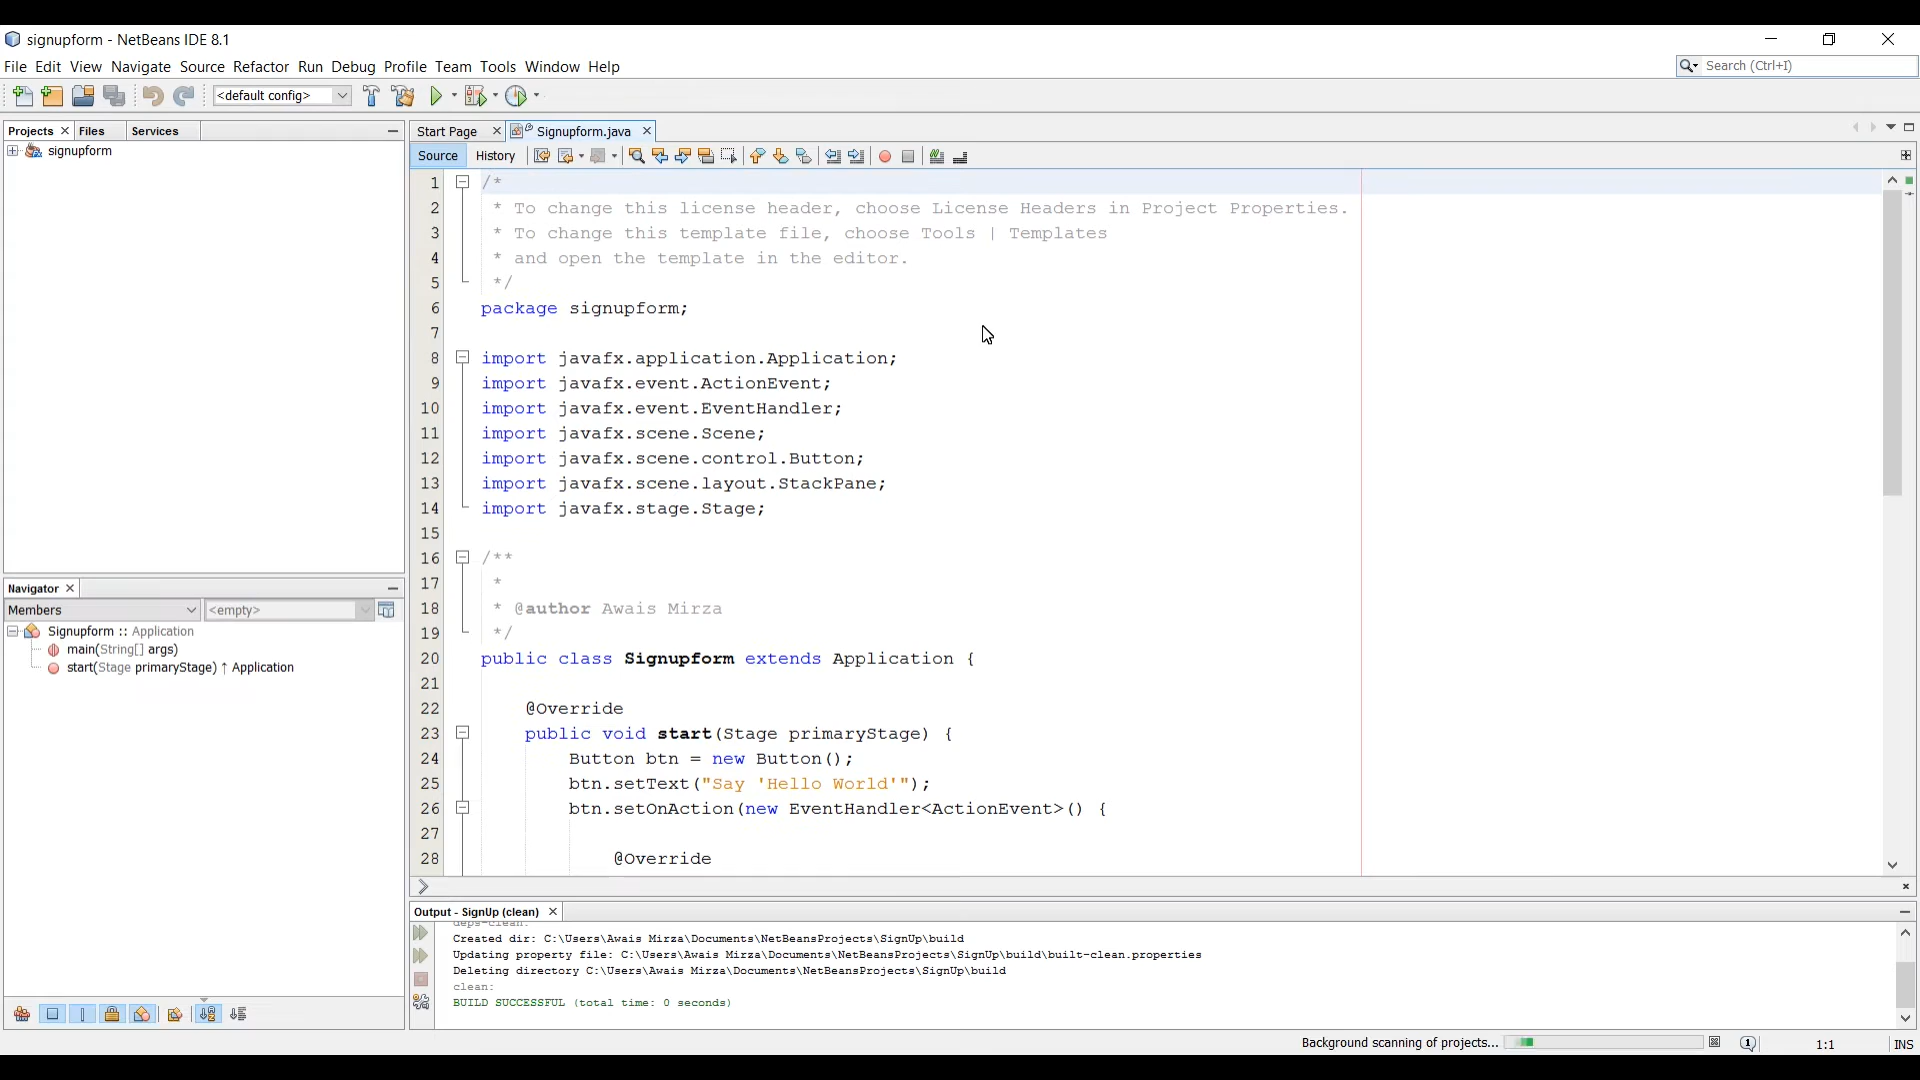 signupform - NetBeans IDE 8.1
File Edit View Navigate Source Refactor Run Debug Profile Team Tools Window Help
Search (Ctrl+I)
<default config>
Projects Files Services
signupform
Start Page Signupform.java
Source History
1 /*
2 * To change this license header, choose License Headers in Project Properties.
3 * To change this template file, choose Tools | Templates
4 * and open the template in the editor.
5 */
6 package signupform;
7
8 import javafx.application.Application;
9 import javafx.event.ActionEvent;
10 import javafx.event.EventHandler;
11 import javafx.scene.Scene;
12 import javafx.scene.control.Button;
13 import javafx.scene.layout.StackPane;
14 import javafx.stage.Stage;
15
16 /**
17 *
18 * @author Awais Mirza
19 */
20 public class Signupform extends Application {
21
22 @Override
23 public void start(Stage primaryStage) {
24 Button btn = new Button();
25 btn.setText("Say 'Hello World'");
26 btn.setOnAction(new EventHandler<ActionEvent>() {
27
28 @Override
Navigator
Members <empty>
Signupform :: Application
main(String[] args)
start(Stage primaryStage) ↑ Application
Output - SignUp (clean)
deps-clean:
Created dir: C:\Users\Awais Mirza\Documents\NetBeansProjects\SignUp\build
Updating property file: C:\Users\Awais Mirza\Documents\NetBeansProjects\SignUp\build\built-clean.properties
Deleting directory C:\Users\Awais Mirza\Documents\NetBeansProjects\SignUp\build
clean:
BUILD SUCCESSFUL (total time: 0 seconds)
Background scanning of projects... 1 1:1 INS